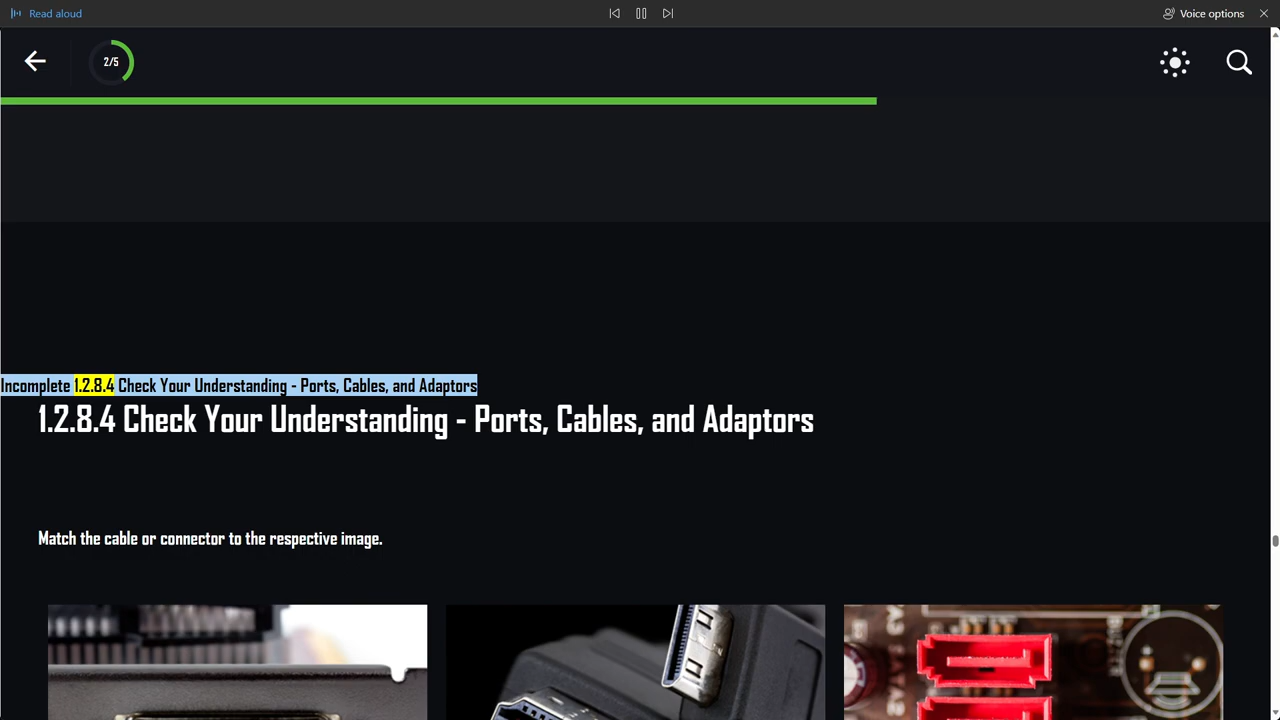 Read aloud
Voice options
2/5
Incomplete 1.2.8.4 Check Your Understanding - Ports, Cables, and Adaptors
1.2.8.4 Check Your Understanding - Ports, Cables, and Adaptors
Match the cable or connector to the respective image.